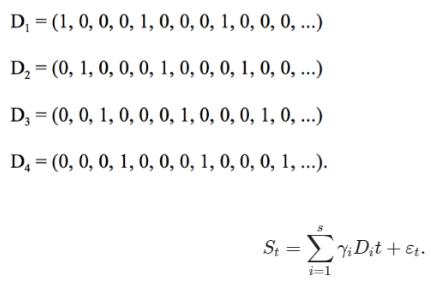 D₁ = (1, 0, 0, 0, 1, 0, 0, 0, 1, 0, 0, 0, ...)
D₂ = (0, 1, 0, 0, 0, 1, 0, 0, 0, 1, 0, 0, ...)
D₃ = (0, 0, 1, 0, 0, 0, 1, 0, 0, 0, 1, 0, ...)
D₄ = (0, 0, 0, 1, 0, 0, 0, 1, 0, 0, 0, 1, ...).
Sₜ = ∑ᵢ₌₁ˢ γᵢDᵢt + εₜ.